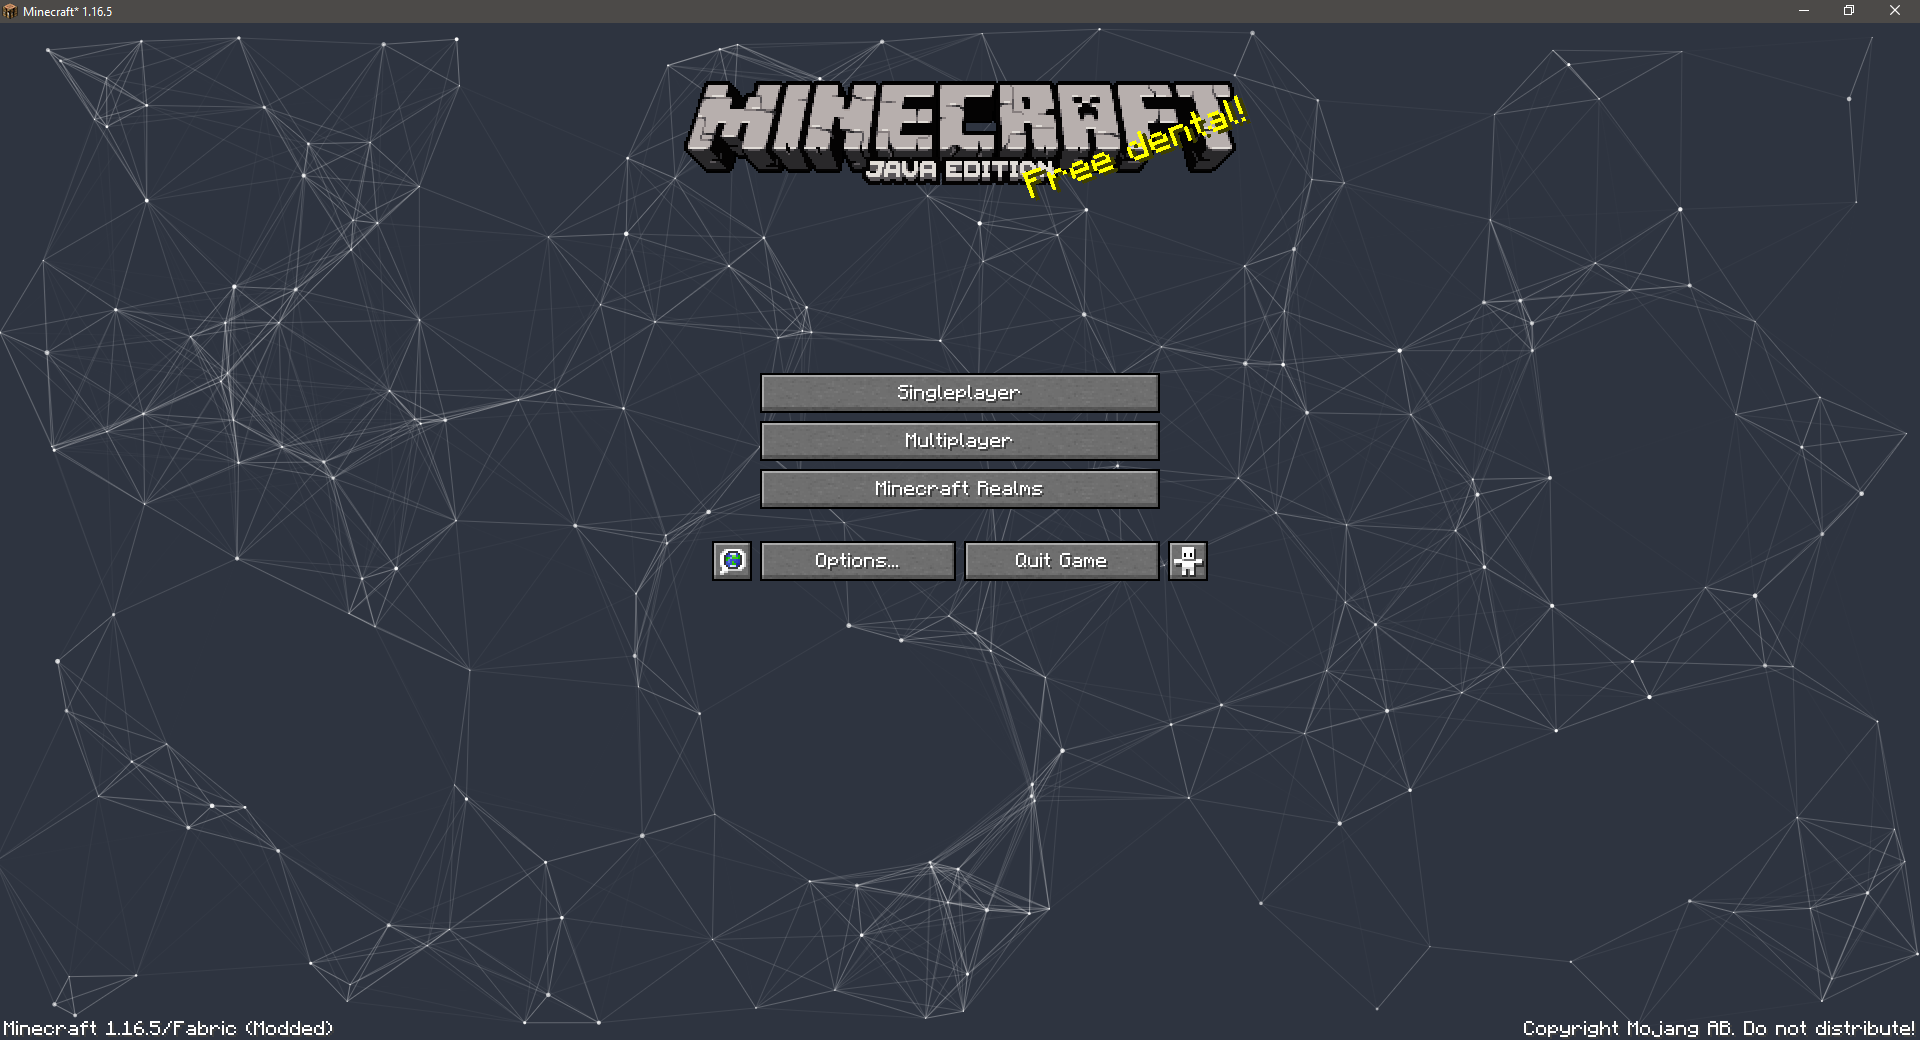 Minecraft* 1.16.5
MINECRAFT
JAVA EDITION
Free dental!
Singleplayer
Multiplayer
Minecraft Realms
Options...
Quit Game
Minecraft 1.16.5/Fabric (Modded)
Copyright Mojang AB. Do not distribute!